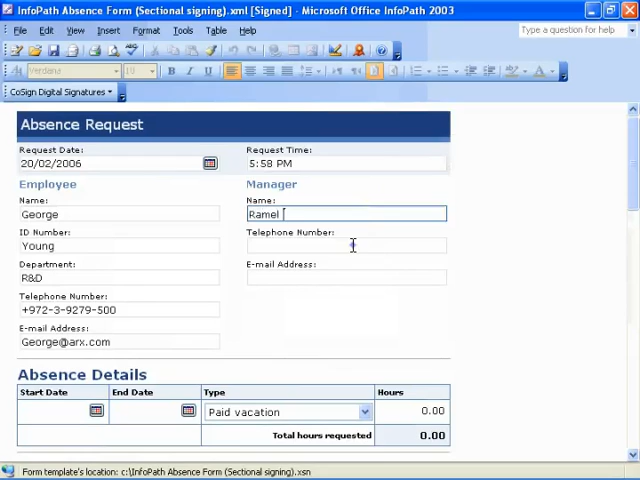 InfoPath Absence Form (Sectional signing).xml [Signed] - Microsoft Office InfoPath 2003
File Edit View Insert Format Tools Table Help Type a question for help
Verdana 10 B I U
CoSign Digital Signatures
Absence Request
Request Date: Request Time:
20/02/2006 5:58 PM
Employee Manager
Name: Name:
George Ramel
ID Number: Telephone Number:
Young
Department: E-mail Address:
R&D
Telephone Number:
+972-3-9279-500
E-mail Address:
George@arx.com
Absence Details
Start Date End Date Type Hours
Paid vacation 0.00
Total hours requested 0.00
Form template's location: c:\InfoPath Absence Form (Sectional signing).xsn